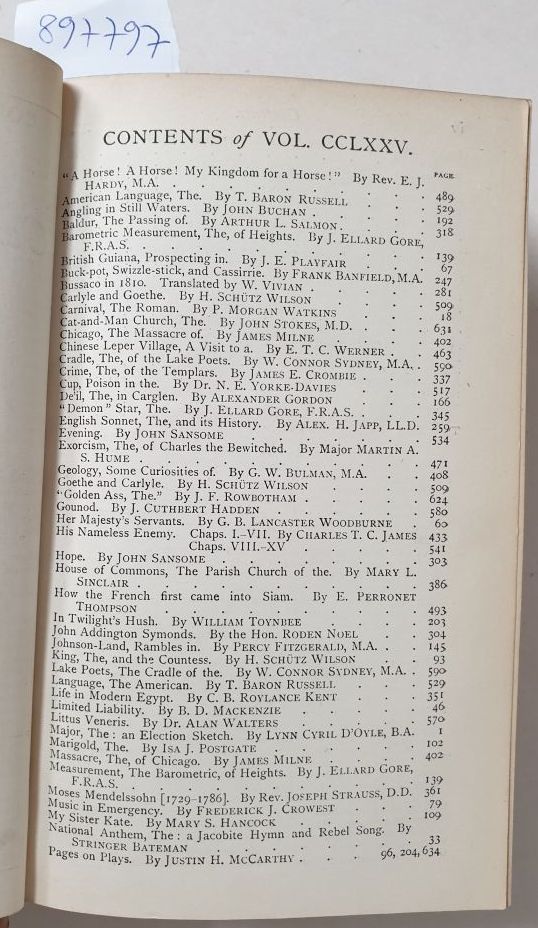 897797
CONTENTS of VOL. CCLXXV.
PAGE
"A Horse! A Horse! My Kingdom for a Horse!" By Rev. E. J.
HARDY, M.A. . . . . . . . . 489
American Language, The. By T. BARON RUSSELL . . . 529
Angling in Still Waters. By JOHN BUCHAN . . . . 192
Baldur, The Passing of. By ARTHUR L. SALMON . . . 318
Barometric Measurement, The, of Heights. By J. ELLARD GORE,
F.R.A.S. . . . . . . . . 139
British Guiana, Prospecting in. By J. E. PLAYFAIR . . . 67
Buck-pot, Swizzle-stick, and Cassirrie. By FRANK BANFIELD, M.A. 247
Bussaco in 1810. Translated by W. VIVIAN . . . . 281
Carlyle and Goethe. By H. SCHÜTZ WILSON . . . . 509
Carnival, The Roman. By P. MORGAN WATKINS . . . 18
Cat-and-Man Church, The. By JOHN STOKES, M.D. . . . 631
Chicago, The Massacre of. By JAMES MILNE . . . . 402
Chinese Leper Village, A Visit to a. By E. T. C. WERNER . . 463
Cradle, The, of the Lake Poets. By W. CONNOR SYDNEY, M.A. . 590
Crime, The, of the Templars. By JAMES E. CROMBIE . . . 337
Cup, Poison in the. By Dr. N. E. YORKE-DAVIES . . . 517
De'il, The, in Carglen. By ALEXANDER GORDON . . . 166
"Demon" Star, The. By J. ELLARD GORE, F.R.A.S. . . . 345
English Sonnet, The, and its History. By ALEX. H. JAPP, LL.D. 259
Evening. By JOHN SANSOME . . . . . . 534
Exorcism, The, of Charles the Bewitched. By Major MARTIN A.
S. HUME . . . . . . . . 471
Geology, Some Curiosities of. By G. W. BULMAN, M.A. . . 408
Goethe and Carlyle. By H. SCHÜTZ WILSON . . . . 509
"Golden Ass, The." By J. F. ROWBOTHAM . . . . 624
Gounod. By J. CUTHBERT HADDEN . . . . . 580
Her Majesty's Servants. By G. B. LANCASTER WOODBURNE . 60
His Nameless Enemy. Chaps. I.-VII. By CHARLES T. C. JAMES 433
Chaps. VIII.-XV . . . . . 541
Hope. By JOHN SANSOME . . . . . . 303
House of Commons, The Parish Church of the. By MARY L.
SINCLAIR . . . . . . . . 386
How the French first came into Siam. By E. PERRONET
THOMPSON . . . . . . . 493
In Twilight's Hush. By WILLIAM TOYNBEE . . . . 203
John Addington Symonds. By the Hon. RODEN NOEL . . 304
Johnson-Land, Rambles in. By PERCY FITZGERALD, M.A. . . 145
King, The, and the Countess. By H. SCHÜTZ WILSON . . 93
Lake Poets, The Cradle of the. By W. CONNOR SYDNEY, M.A. . 590
Language, The American. By T. BARON RUSSELL . . . 529
Life in Modern Egypt. By C. B. ROYLANCE KENT . . . 351
Limited Liability. By B. D. MACKENZIE . . . . 46
Littus Veneris. By Dr. ALAN WALTERS . . . . 570
Major, The: an Election Sketch. By LYNN CYRIL D'OYLE, B.A. 1
Marigold, The. By ISA J. POSTGATE . . . . . 102
Massacre, The, of Chicago. By JAMES MILNE . . . . 402
Measurement, The Barometric, of Heights. By J. ELLARD GORE,
F.R.A.S. . . . . . . . . 139
Moses Mendelssohn [1729-1786]. By Rev. JOSEPH STRAUSS, D.D. 361
Music in Emergency. By FREDERICK J. CROWEST . . . 79
My Sister Kate. By MARY S. HANCOCK . . . . 109
National Anthem, The: a Jacobite Hymn and Rebel Song. By
STRINGER BATEMAN . . . . . . 33
Pages on Plays. By JUSTIN H. MCCARTHY . . . 96, 204, 634